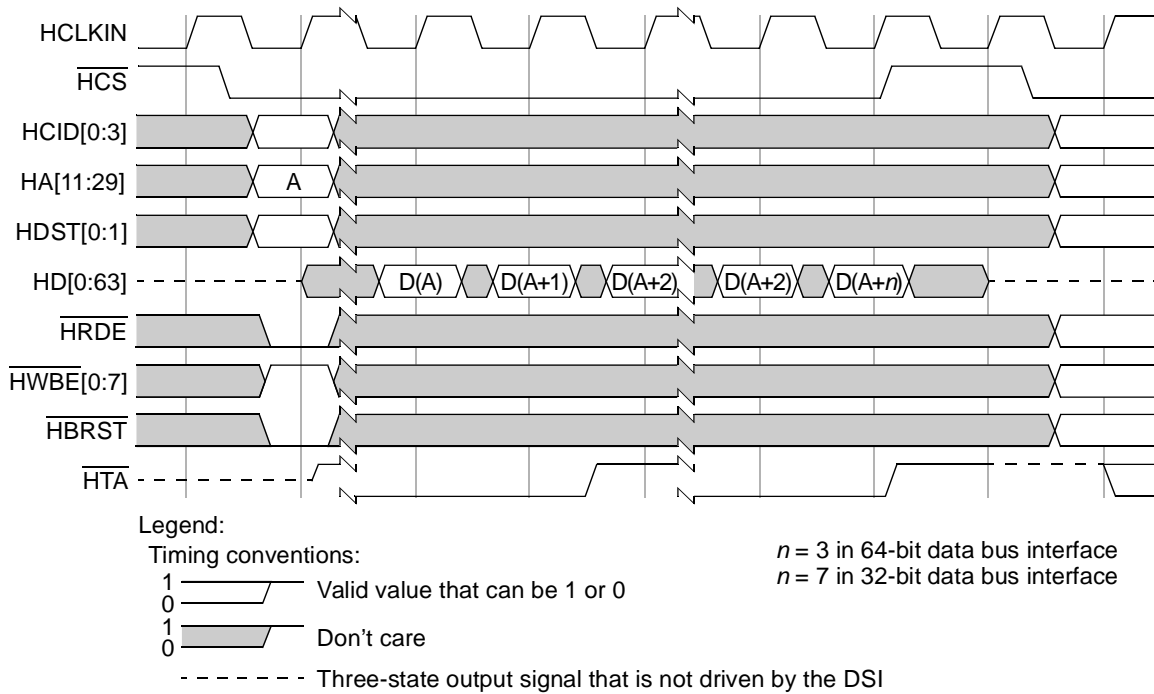 HCLKIN
HCS
HCID[0:3]
HA[11:29] A
HDST[0:1]
HD[0:63] D(A) D(A+1) D(A+2) D(A+2) D(A+n)
HRDE
HWBE[0:7]
HBRST
HTA
Legend:
Timing conventions:
n = 3 in 64-bit data bus interface
n = 7 in 32-bit data bus interface
1
0
Valid value that can be 1 or 0
1
0
Don't care
Three-state output signal that is not driven by the DSI